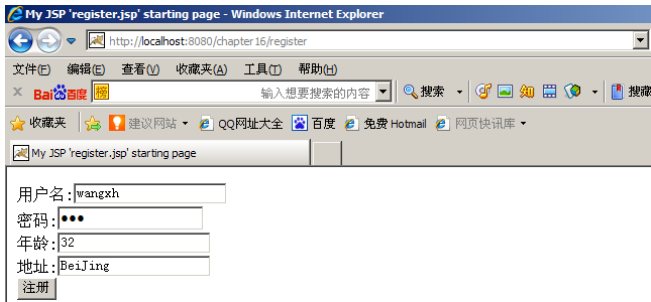 My JSP 'register.jsp' starting page - Windows Internet Explorer
http://localhost:8080/chapter16/register
文件(F) 编辑(E) 查看(V) 收藏夹(A) 工具(T) 帮助(H)
Bai百度 输入想要搜索的内容 搜索 搜藏
收藏夹 建议网站 QQ网址大全 百度 免费 Hotmail 网页快讯库
My JSP 'register.jsp' starting page
用户名:wangxh
密码:●●●
年龄:32
地址:BeiJing
注册